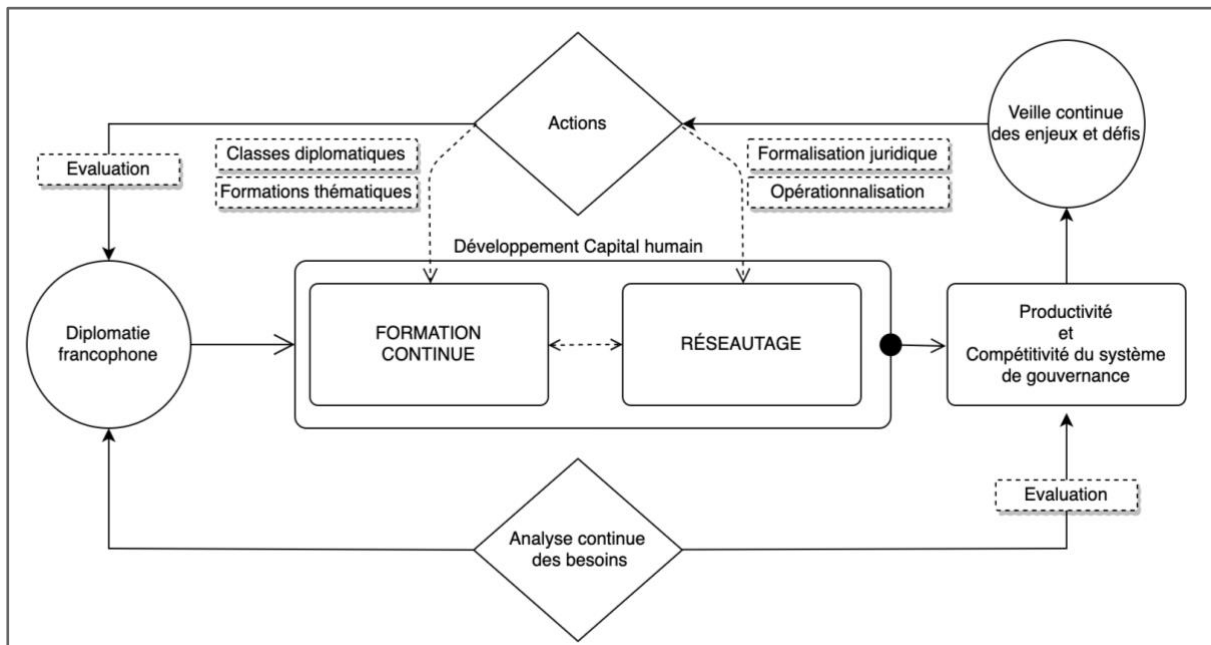 Actions
Veille continue
des enjeux et défis
Evaluation
Classes diplomatiques
Formations thématiques
Formalisation juridique
Opérationnalisation
Développement Capital humain
Diplomatie
francophone
FORMATION
CONTINUE
RÉSEAUTAGE
Productivité
et
Compétitivité du système
de gouvernance
Evaluation
Analyse continue
des besoins